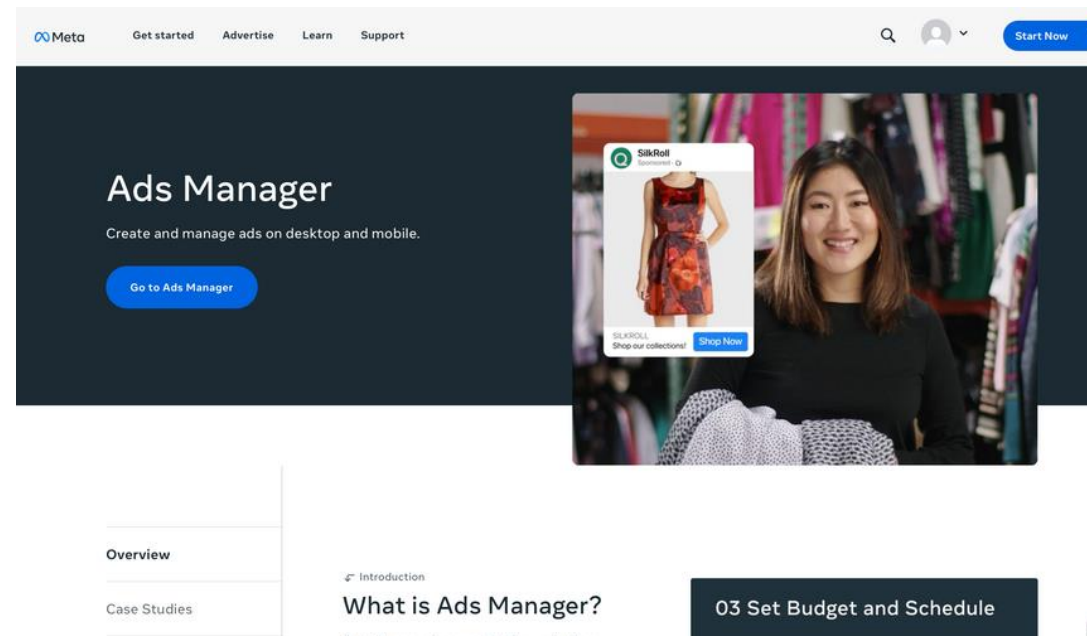 Meta
Get started Advertise Learn Support
Start Now
Ads Manager
Create and manage ads on desktop and mobile.
Go to Ads Manager
SilkRoll
Sponsored ·
SILKROLL
Shop our collections!
Shop Now
Overview
Case Studies
Introduction
What is Ads Manager?
03 Set Budget and Schedule